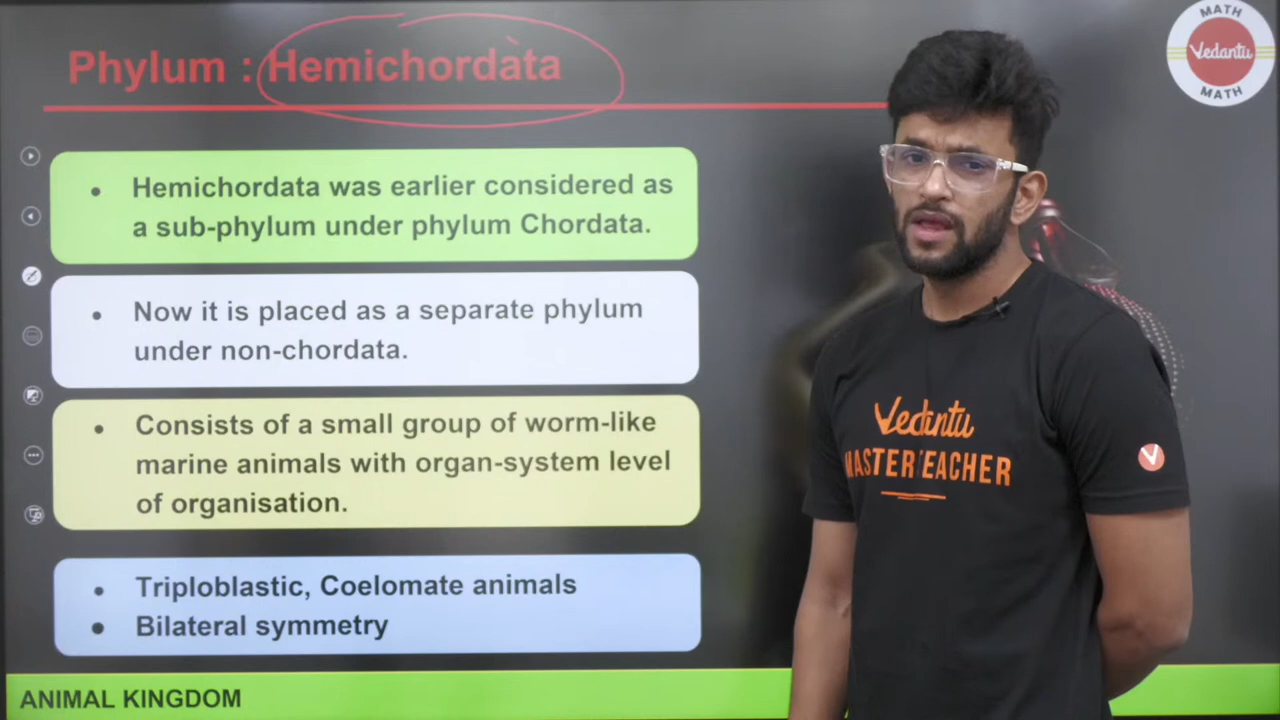 Phylum : Hemichordata
MATH
Vedantu
MATH
• Hemichordata was earlier considered as
a sub-phylum under phylum Chordata.
• Now it is placed as a separate phylum
under non-chordata.
• Consists of a small group of worm-like
marine animals with organ-system level
of organisation.
• Triploblastic, Coelomate animals
• Bilateral symmetry
Vedantu
MASTERTEACHER
V
ANIMAL KINGDOM